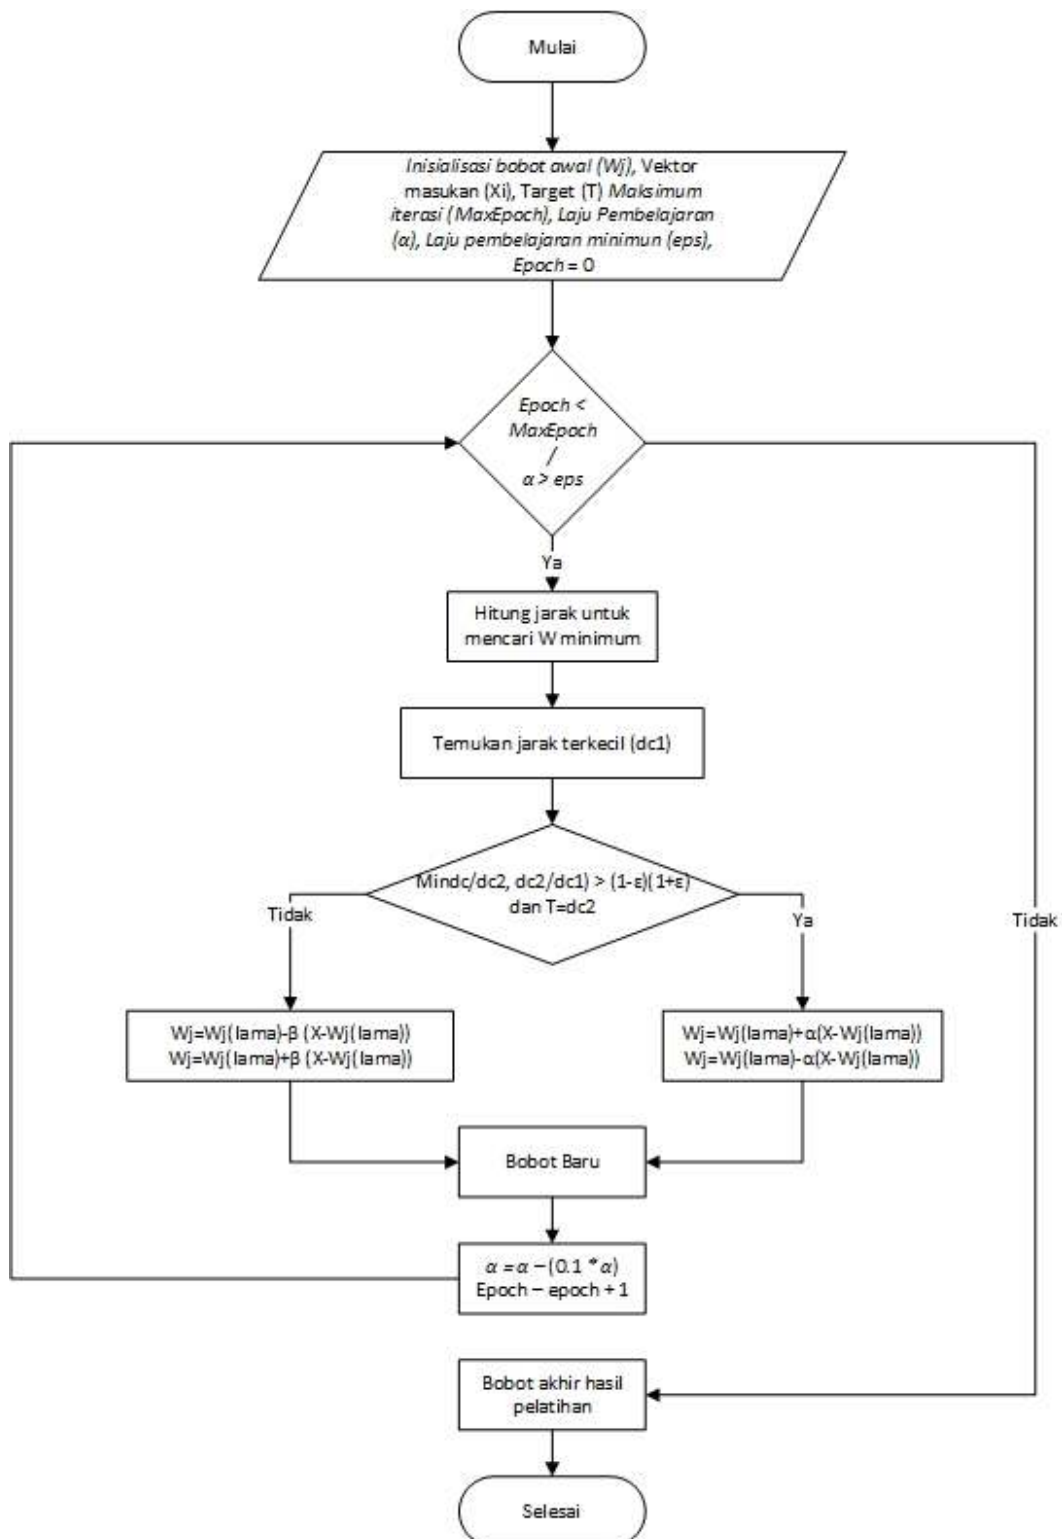 Mulai
Inisialisasi bobot awal (Wj), Vektor
masukan (Xi), Target (T) Maksimum
iterasi (MaxEpoch), Laju Pembelajaran
(α), Laju pembelajaran minimun (eps),
Epoch = 0
Epoch <
MaxEpoch
/
α > eps
Ya
Hitung jarak untuk
mencari W minimum
Temukan jarak terkecil (dc1)
Mindc/dc2, dc2/dc1) > (1-ε)(1+ε)
dan T=dc2
Tidak
Ya
Tidak
Wj=Wj(lama)-β (X-Wj(lama))
Wj=Wj(lama)+β (X-Wj(lama))
Wj=Wj(lama)+α(X-Wj(lama))
Wj=Wj(lama)-α(X-Wj(lama))
Bobot Baru
α = α – (0.1 * α)
Epoch – epoch + 1
Bobot akhir hasil
pelatihan
Selesai